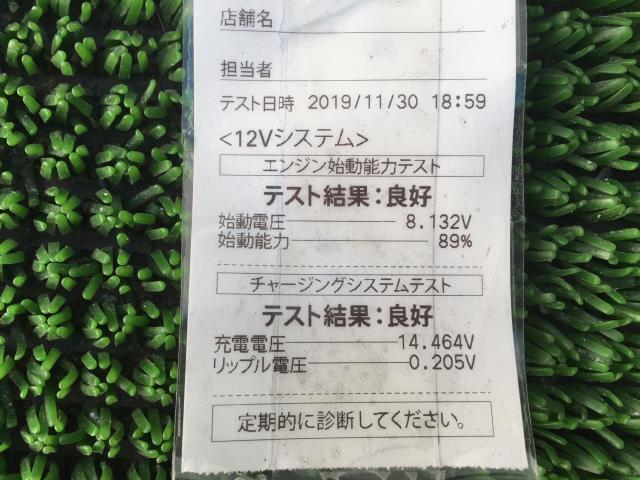 店舗名
担当者
テスト日時 2019/11/30 18:59
<12Vシステム>
エンジン始動能力テスト
テスト結果:良好
始動電圧 8.132V
始動能力 89%
チャージングシステムテスト
テスト結果:良好
充電電圧 14.464V
リップル電圧 0.205V
定期的に診断してください。